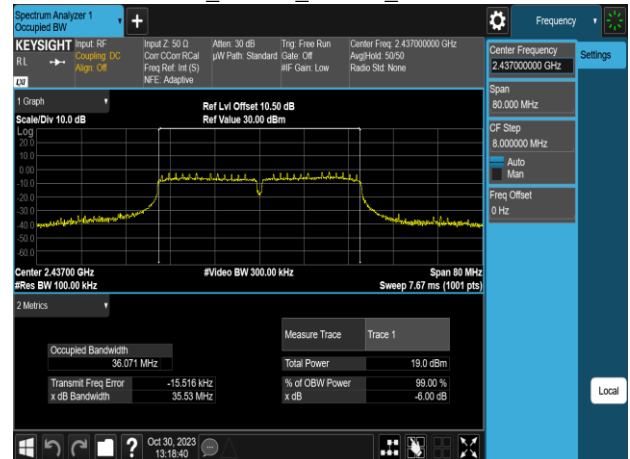 Spectrum Analyzer 1
Occupied BW
Frequency
KEYSIGHT
Input: RF
Coupling: DC
Align: Off
Input Z: 50 Ω
Corr CCorr RCal
Freq Ref: Int (S)
NFE: Adaptive
Atten: 30 dB
µW Path: Standard
Trig: Free Run
Gate: Off
#IF Gain: Low
Center Freq: 2.437000000 GHz
Avg|Hold: 50/50
Radio Std: None
RL
LXI
Center Frequency
2.437000000 GHz
Settings
Span
80.000 MHz
CF Step
8.000000 MHz
Auto
Man
Freq Offset
0 Hz
1 Graph
Scale/Div 10.0 dB
Ref Lvl Offset 10.50 dB
Ref Value 30.00 dBm
Log
20.0
10.0
0.00
-10.0
-20.0
-30.0
-40.0
-50.0
-60.0
Center 2.43700 GHz
#Res BW 100.00 kHz
#Video BW 300.00 kHz
Span 80 MHz
Sweep 7.67 ms (1001 pts)
2 Metrics
Measure Trace Trace 1
Occupied Bandwidth
36.071 MHz
Total Power 19.0 dBm
Transmit Freq Error -15.516 kHz
% of OBW Power 99.00 %
x dB Bandwidth 35.53 MHz
x dB -6.00 dB
Local
?
Oct 30, 2023
13:18:40